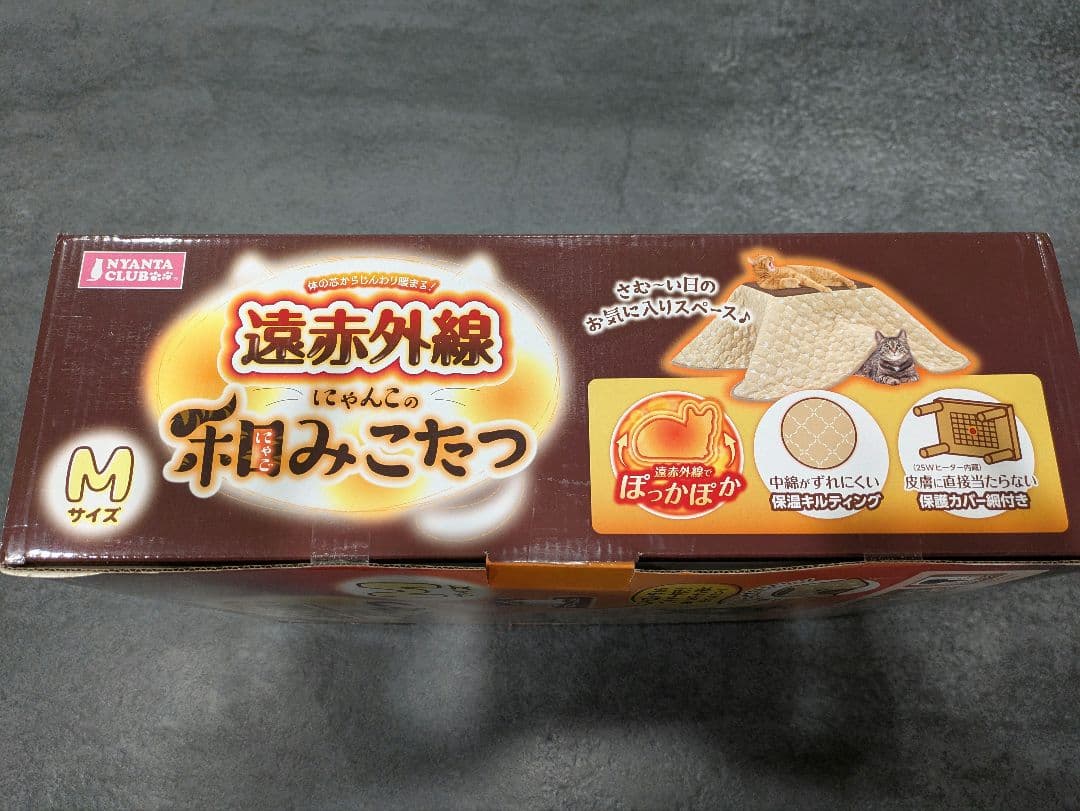 NYANTA
CLUB
体の芯からじんわり暖まる!
遠赤外線
にゃんこの
和みこたつ
にゃこ
M
サイズ
さむ〜い日の
お気に入りスペース♪
遠赤外線で
ぽっかぽか
中綿がずれにくい
保温キルティング
(25Wヒーター内蔵)
皮膚に直接当たらない
保護カバー網付き